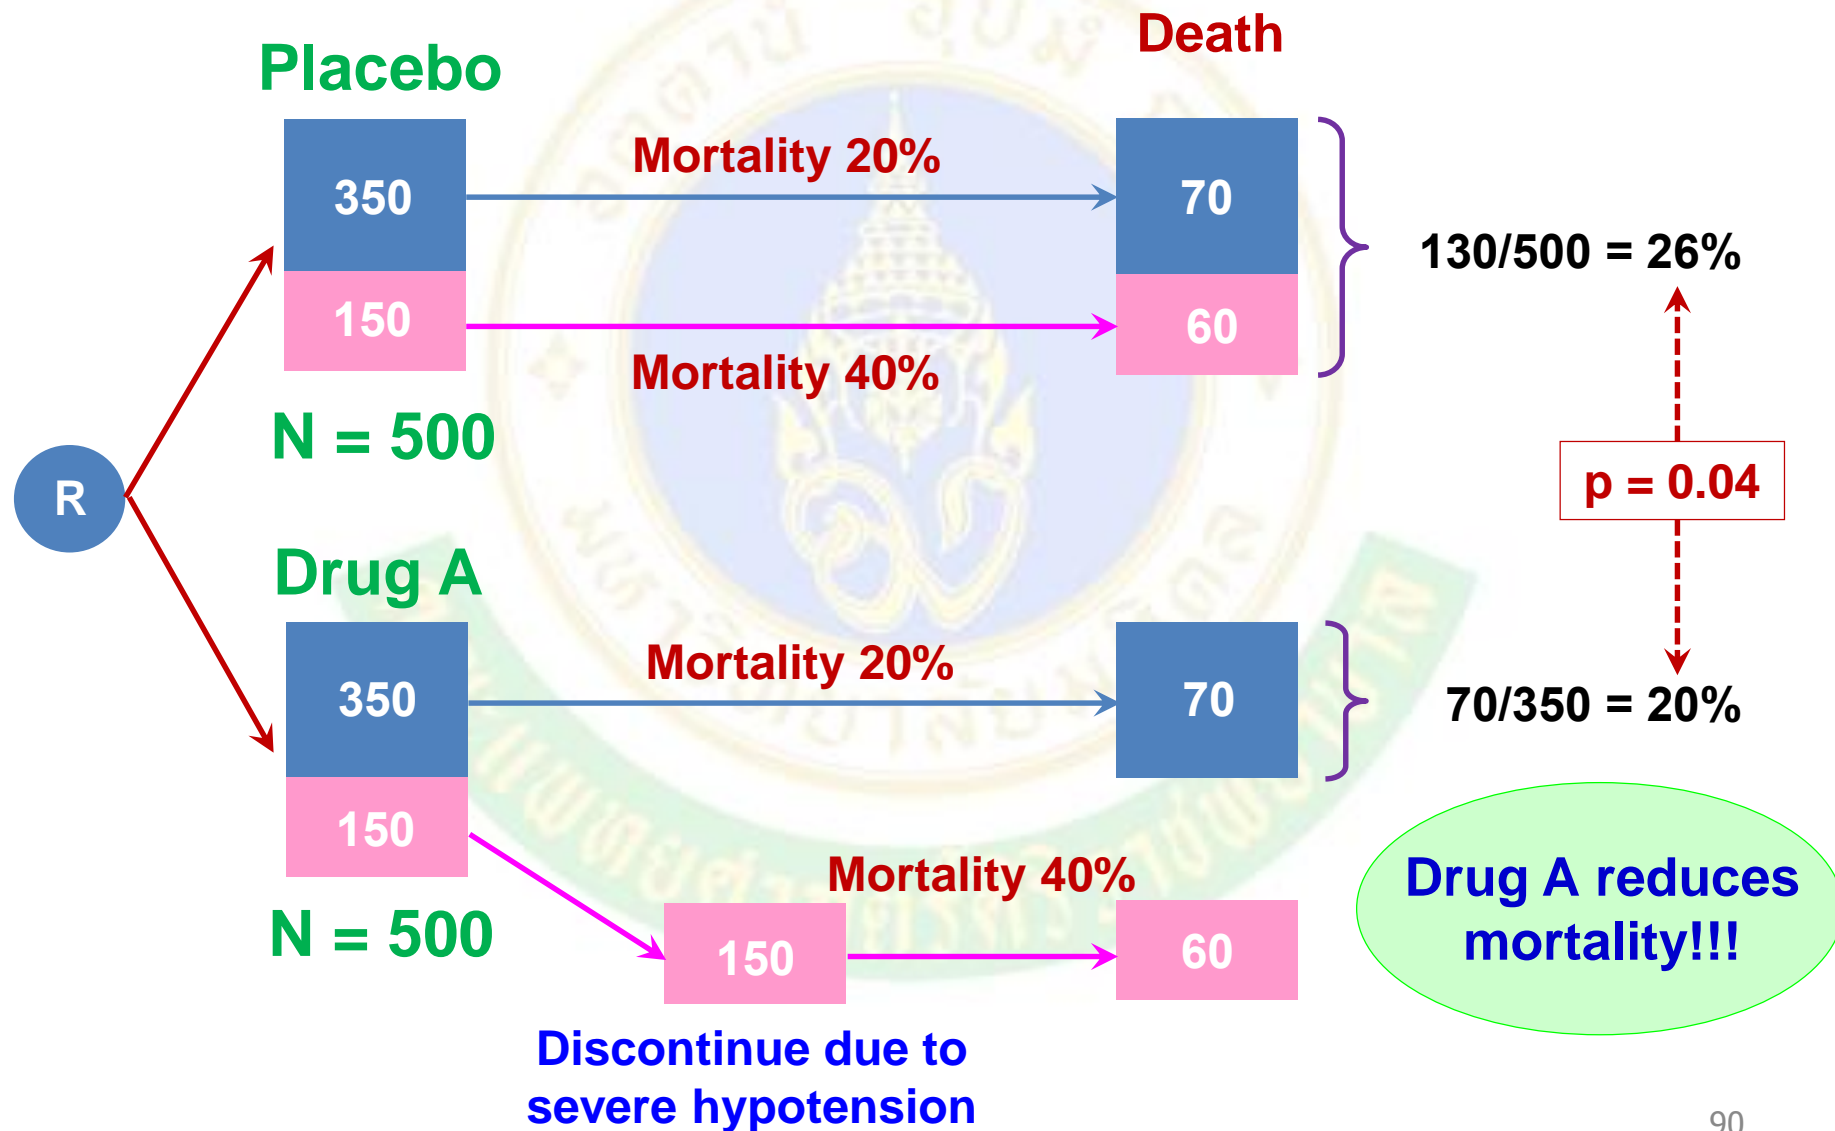 Death
Placebo
350
Mortality 20%
70
130/500 = 26%
150
60
Mortality 40%
N = 500
R
p = 0.04
Drug A
350
Mortality 20%
70
70/350 = 20%
150
Mortality 40%
Drug A reduces
mortality!!!
N = 500
150
60
Discontinue due to
severe hypotension
90